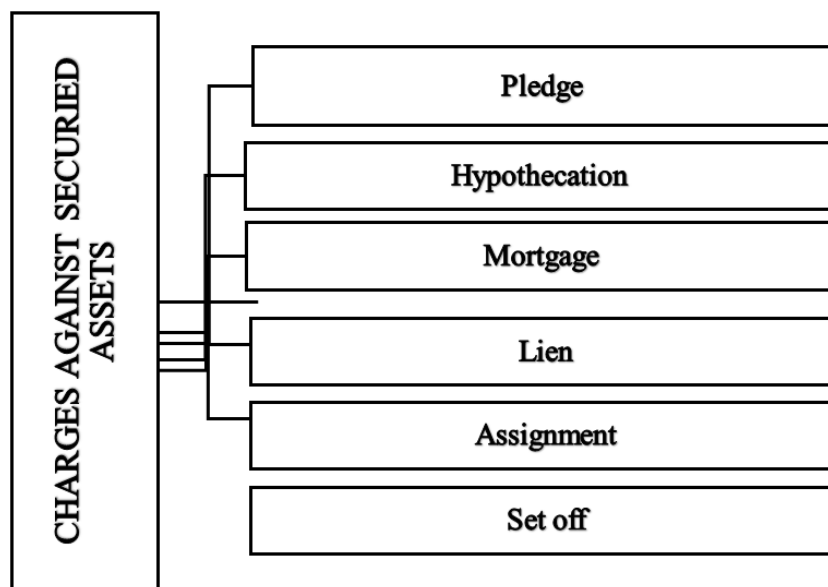 CHARGES AGAINST SECURIED
ASSETS
Pledge
Hypothecation
Mortgage
Lien
Assignment
Set off